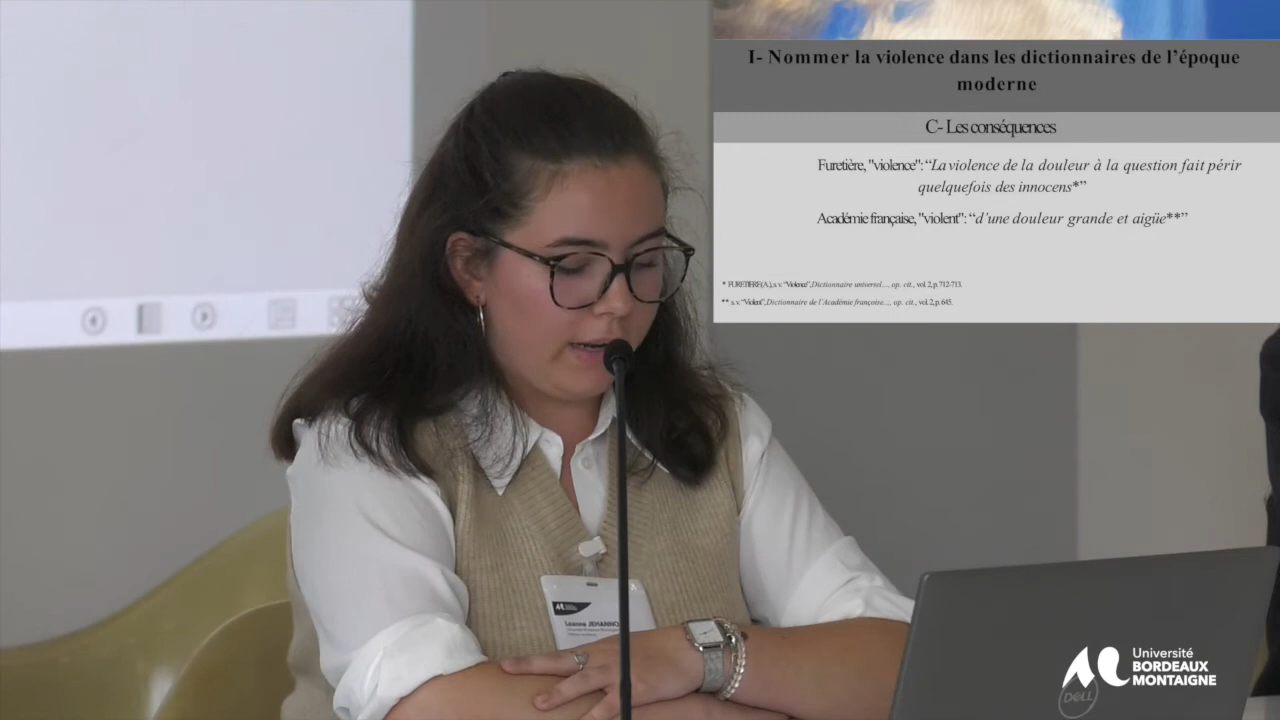 I- Nommer la violence dans les dictionnaires de l’époque
moderne
C- Les conséquences
Furetière, "violence": “La violence de la douleur à la question fait périr
quelquefois des innocens*”
Académie française, "violent": “d’une douleur grande et aigüe**”
* FURETIERE (A.), s. v. “Violence”, Dictionnaire universel…, op. cit., vol. 2, p. 712-713.
** s. v. “Violent”, Dictionnaire de l’Académie françoise..., op. cit., vol. 2, p. 645.
JEHANNO
DELL
Université
BORDEAUX
MONTAIGNE